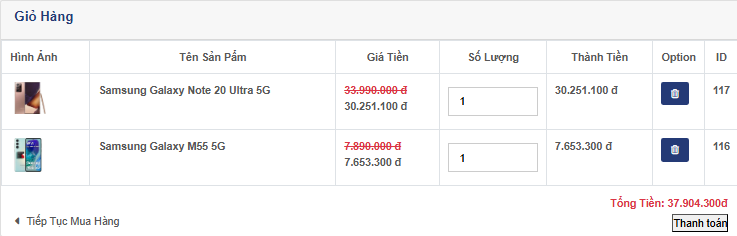 Giỏ Hàng
Hình Ảnh Tên Sản Pẩm Giá Tiền Số Lượng Thành Tiền Option ID
Samsung Galaxy Note 20 Ultra 5G 33.990.000 đ 30.251.100 đ 1 30.251.100 đ 117
Samsung Galaxy M55 5G 7.890.000 đ 7.653.300 đ 1 7.653.300 đ 116
Tổng Tiền: 37.904.300đ
Tiếp Tục Mua Hàng Thanh toán